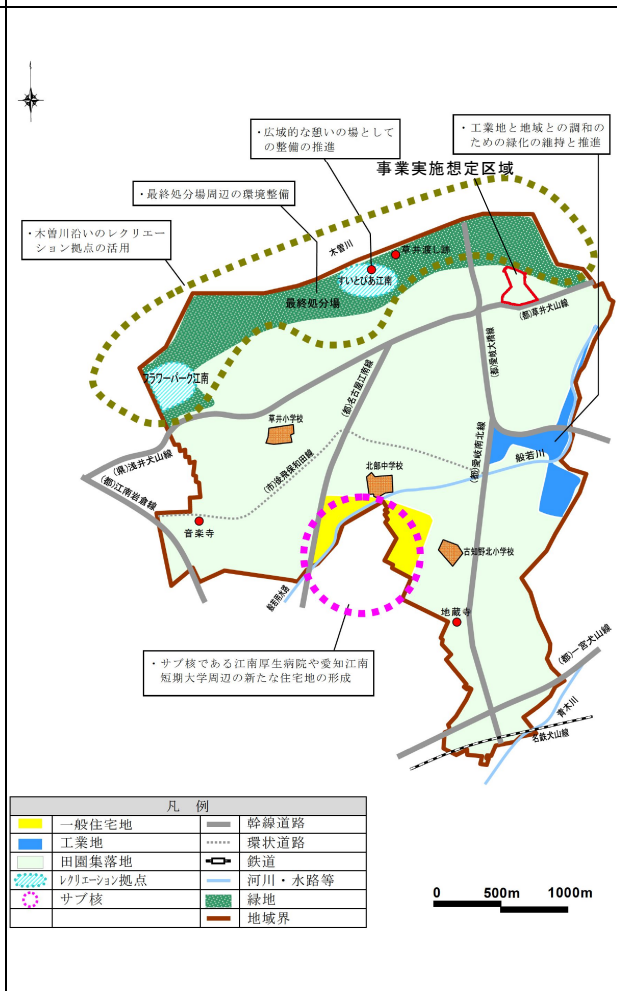 ・工業地と地域との調和の
ための緑化の維持と推進
・広域的な憩いの場として
の整備の推進
事業実施想定区域
・最終処分場周辺の環境整備
・木曽川沿いのレクリエー
ション拠点の活用
木曽川
草井渡し跡
すいとぴあ江南
最終処分場
(都)草井犬山線
(都)愛岐大橋線
フラワーパーク江南
(都)名古屋江南線
草井小学校
(県)浅井犬山線
(都)江南岩倉線
(市)後飛保和田線
北部中学校
(都)愛岐南北線
般若川
音楽寺
古知野北小学校
般若用水路
地蔵寺
・サブ核である江南厚生病院や愛知江南
短期大学周辺の新たな住宅地の形成
(都)一宮犬山線
青木川
名鉄犬山線
凡 例
一般住宅地 幹線道路
工業地 環状道路
田園集落地 鉄道
レクリエーション拠点 河川・水路等
サブ核 緑地
地域界
0 500m 1000m